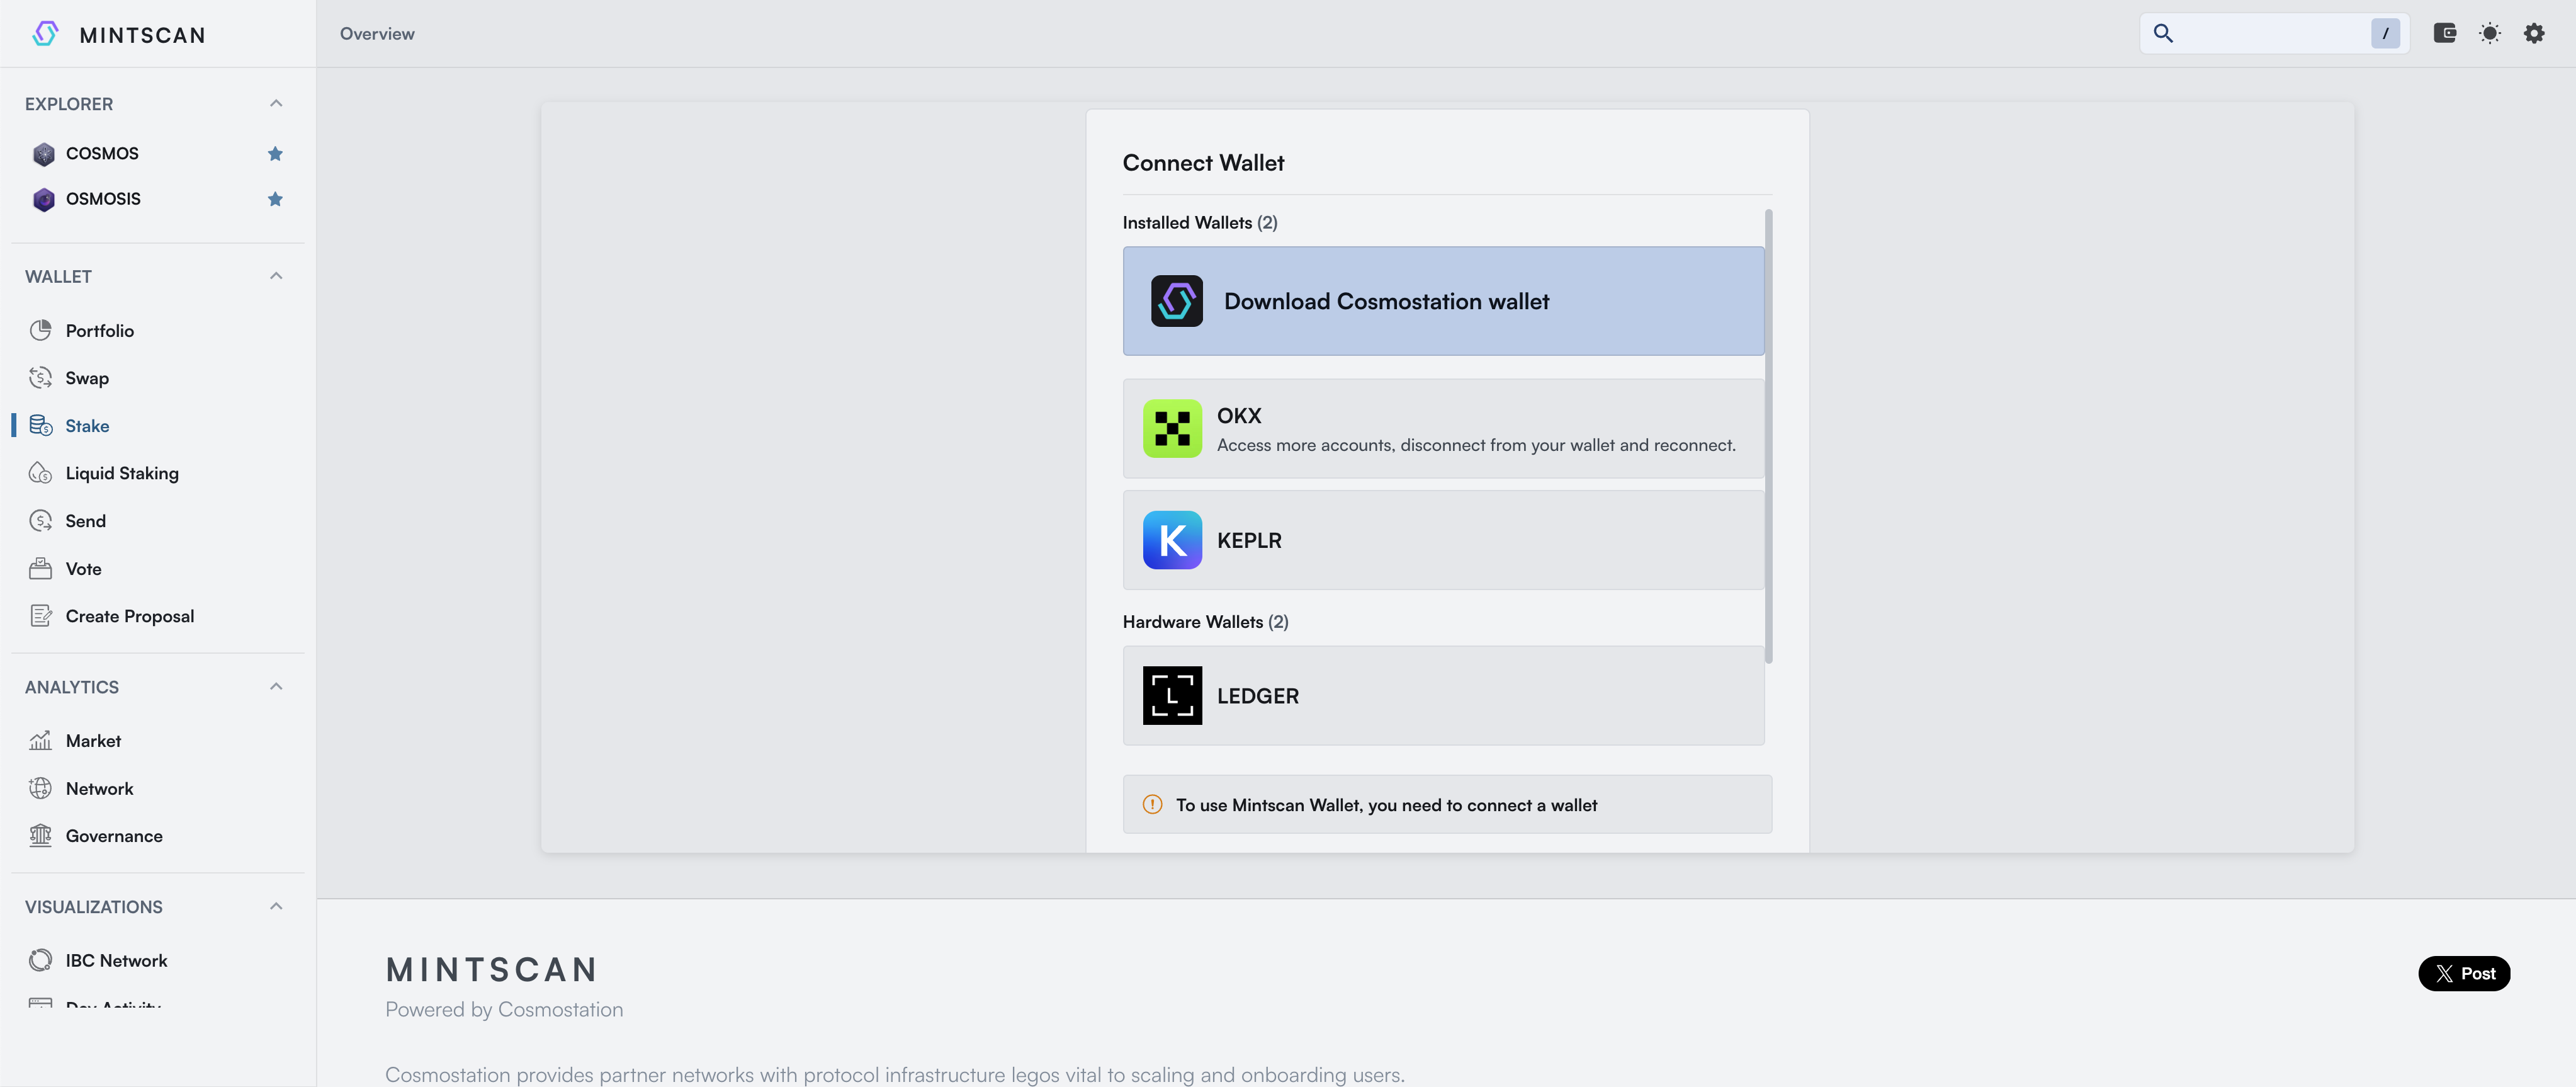 MINTSCAN
Overview
/
EXPLORER
COSMOS
OSMOSIS
WALLET
Portfolio
Swap
Stake
Liquid Staking
Send
Vote
Create Proposal
ANALYTICS
Market
Network
Governance
VISUALIZATIONS
IBC Network
Dev Activity
Connect Wallet
Installed Wallets (2)
Download Cosmostation wallet
OKX
Access more accounts, disconnect from your wallet and reconnect.
K
KEPLR
Hardware Wallets (2)
L
LEDGER
To use Mintscan Wallet, you need to connect a wallet
MINTSCAN
Powered by Cosmostation
X Post
Cosmostation provides partner networks with protocol infrastructure legos vital to scaling and onboarding users.